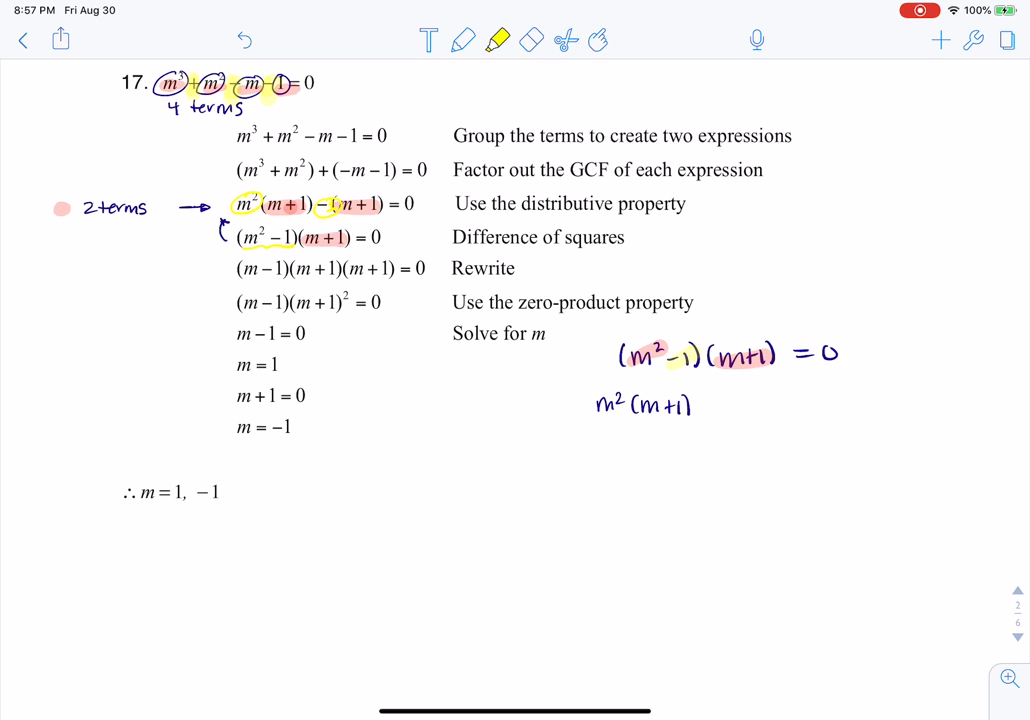 8:57 PM Fri Aug 30 100%
17. m³ + m² − m − 1 = 0
4 terms
m³ + m² − m − 1 = 0 Group the terms to create two expressions
(m³ + m²) + (−m − 1) = 0 Factor out the GCF of each expression
2 terms → m²(m + 1) − 1(m + 1) = 0 Use the distributive property
(m² − 1)(m + 1) = 0 Difference of squares
(m − 1)(m + 1)(m + 1) = 0 Rewrite
(m − 1)(m + 1)² = 0 Use the zero-product property
m − 1 = 0 Solve for m
(m² − 1)(m+1) = 0
m = 1
m + 1 = 0
m² (m+1)
m = −1
∴ m = 1, −1
2
6